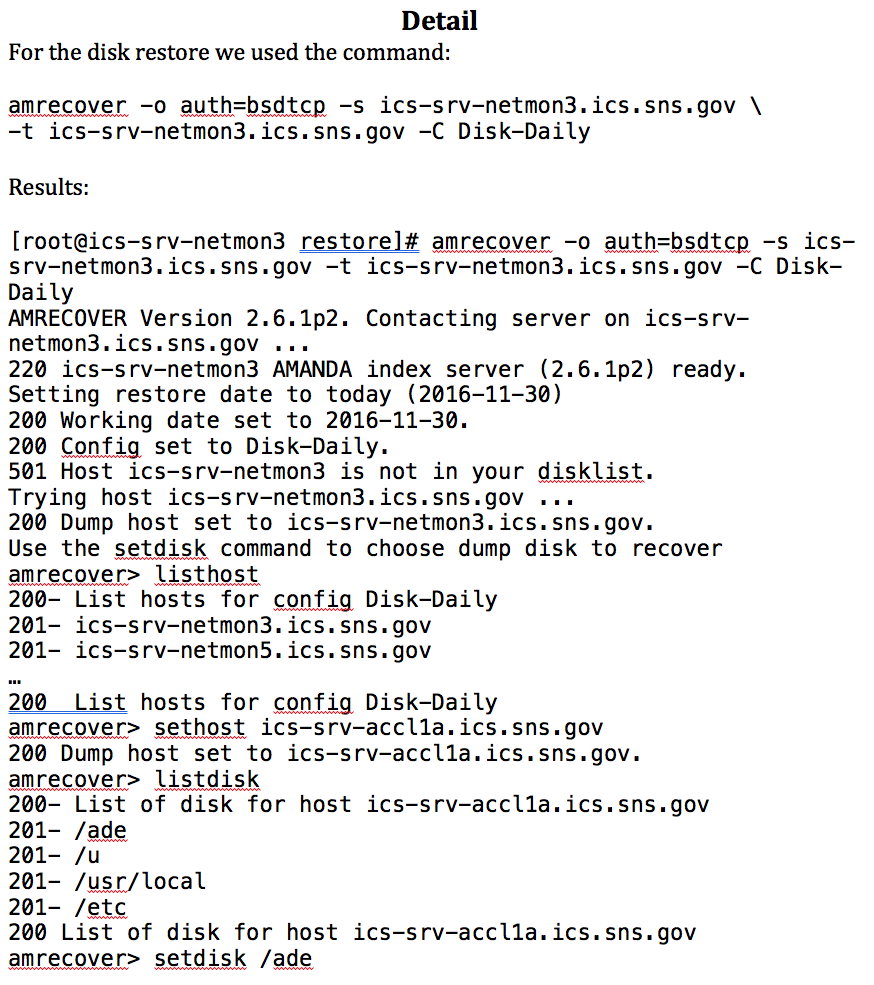 Detail
For the disk restore we used the command:
amrecover -o auth=bsdtcp -s ics-srv-netmon3.ics.sns.gov \
-t ics-srv-netmon3.ics.sns.gov -C Disk-Daily
Results:
[root@ics-srv-netmon3 restore]# amrecover -o auth=bsdtcp -s ics-
srv-netmon3.ics.sns.gov -t ics-srv-netmon3.ics.sns.gov -C Disk-
Daily
AMRECOVER Version 2.6.1p2. Contacting server on ics-srv-
netmon3.ics.sns.gov ...
220 ics-srv-netmon3 AMANDA index server (2.6.1p2) ready.
Setting restore date to today (2016-11-30)
200 Working date set to 2016-11-30.
200 Config set to Disk-Daily.
501 Host ics-srv-netmon3 is not in your disklist.
Trying host ics-srv-netmon3.ics.sns.gov ...
200 Dump host set to ics-srv-netmon3.ics.sns.gov.
Use the setdisk command to choose dump disk to recover
amrecover> listhost
200- List hosts for config Disk-Daily
201- ics-srv-netmon3.ics.sns.gov
201- ics-srv-netmon5.ics.sns.gov
…
200  List hosts for config Disk-Daily
amrecover> sethost ics-srv-accl1a.ics.sns.gov
200 Dump host set to ics-srv-accl1a.ics.sns.gov.
amrecover> listdisk
200- List of disk for host ics-srv-accl1a.ics.sns.gov
201- /ade
201- /u
201- /usr/local
201- /etc
200 List of disk for host ics-srv-accl1a.ics.sns.gov
amrecover> setdisk /ade